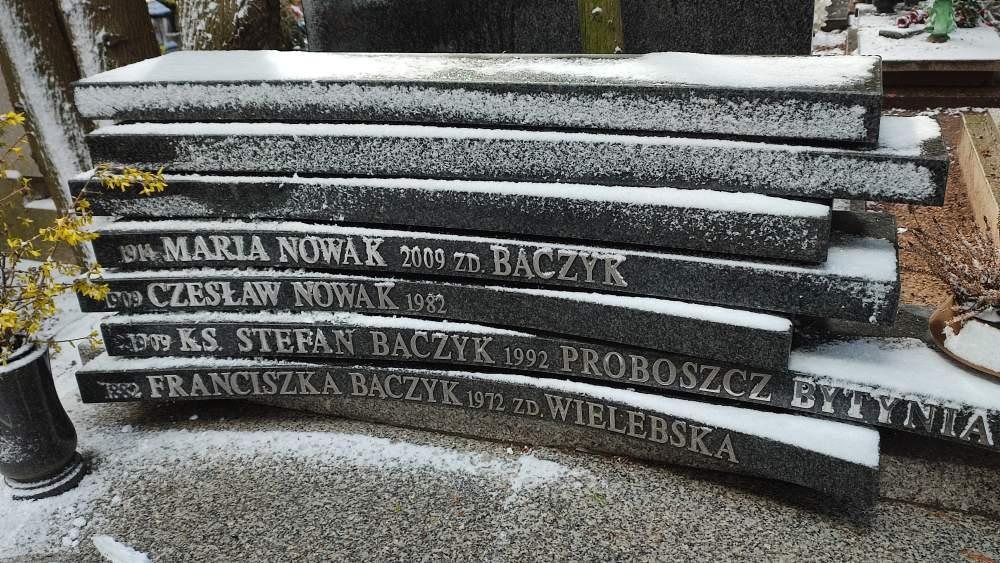 1914 MARIA NOWAK 2009 ZD. BĄCZYK
1909 CZESŁAW NOWAK 1982
1909 KS. STEFAN BĄCZYK 1992 PROBOSZCZ BYTYNIA
1882 FRANCISZKA BĄCZYK 1972 ZD. WIELEBSKA